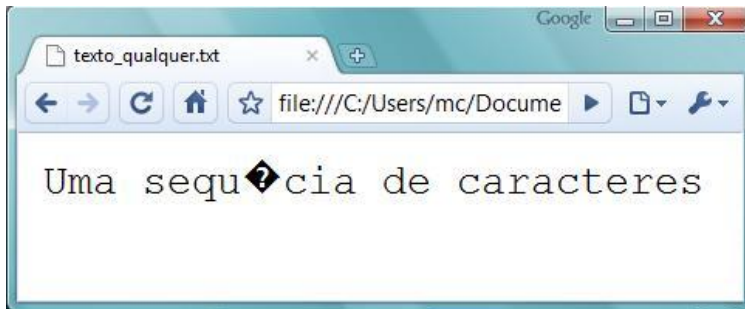 Google
texto_qualquer.txt
file:///C:/Users/mc/Docume
Uma sequ�cia de caracteres